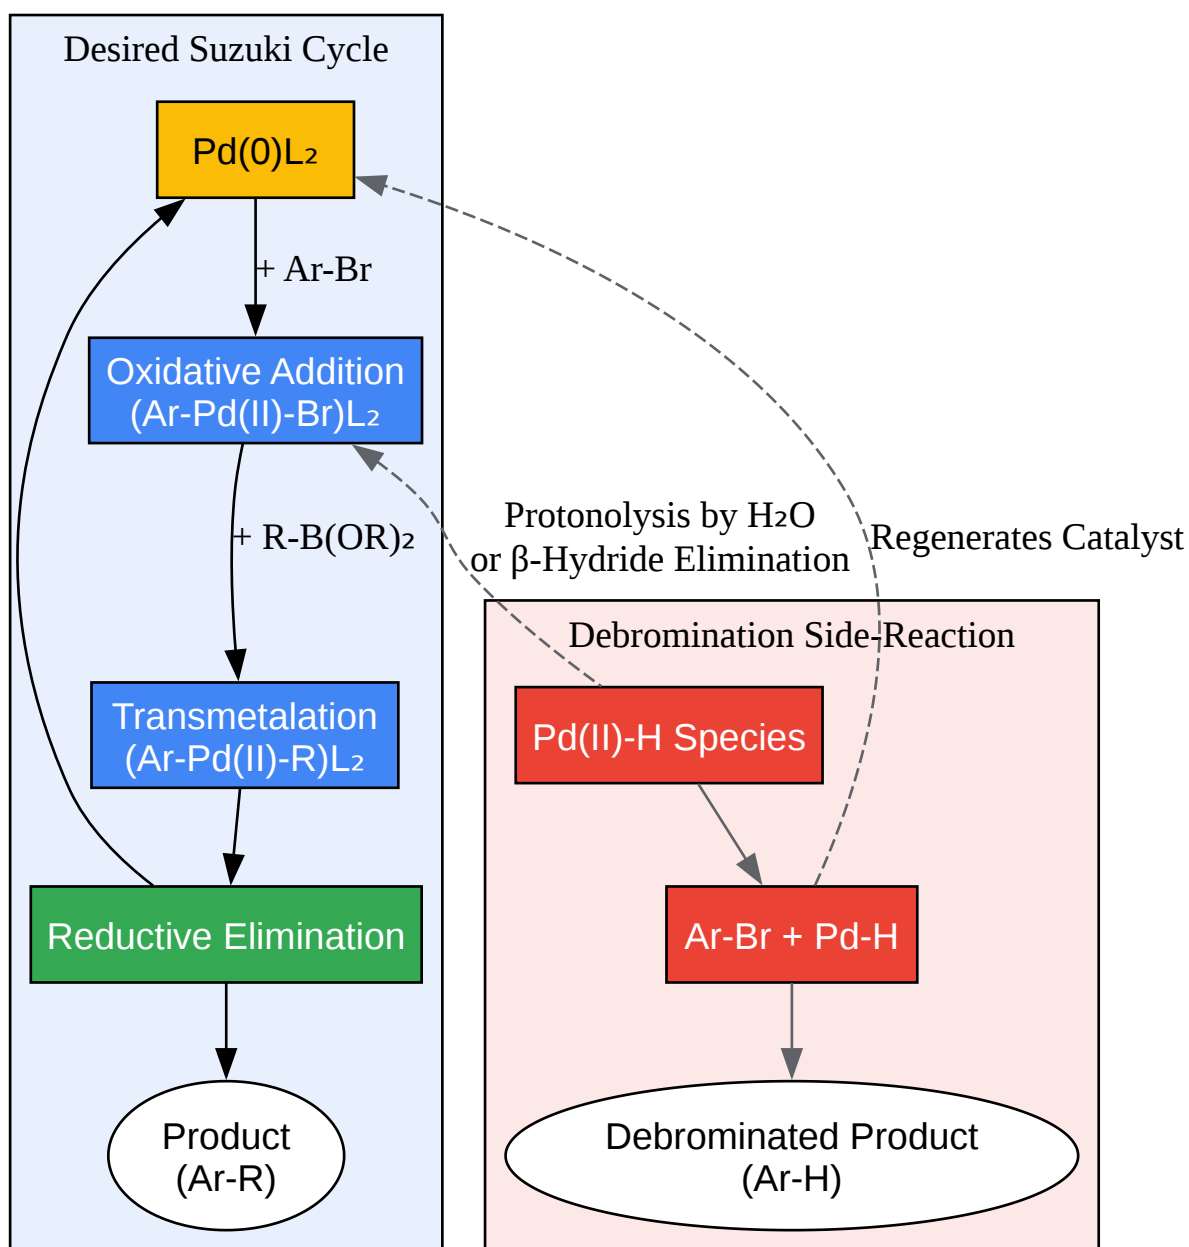 Desired Suzuki Cycle
Pd(0)L₂
+ Ar-Br
Oxidative Addition
(Ar-Pd(II)-Br)L₂
+ R-B(OR)₂
Transmetalation
(Ar-Pd(II)-R)L₂
Reductive Elimination
Product
(Ar-R)
Protonolysis by H₂O
or β-Hydride Elimination
Regenerates Catalyst
Debromination Side-Reaction
Pd(II)-H Species
Ar-Br + Pd-H
Debrominated Product
(Ar-H)